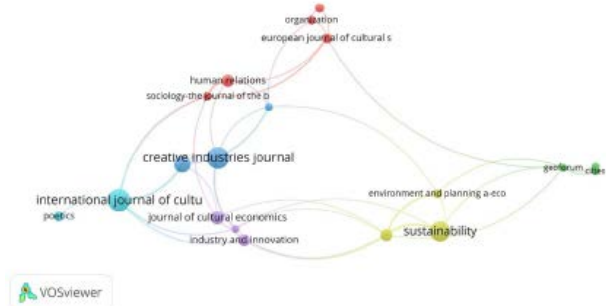 organization
european journal of cultural s
human relations
sociology-the journal of the b
creative industries journal
geoforum
cities
environment and planning a-eco
international journal of cultu
poetics
journal of cultural economics
industry and innovation
sustainability
VOSviewer